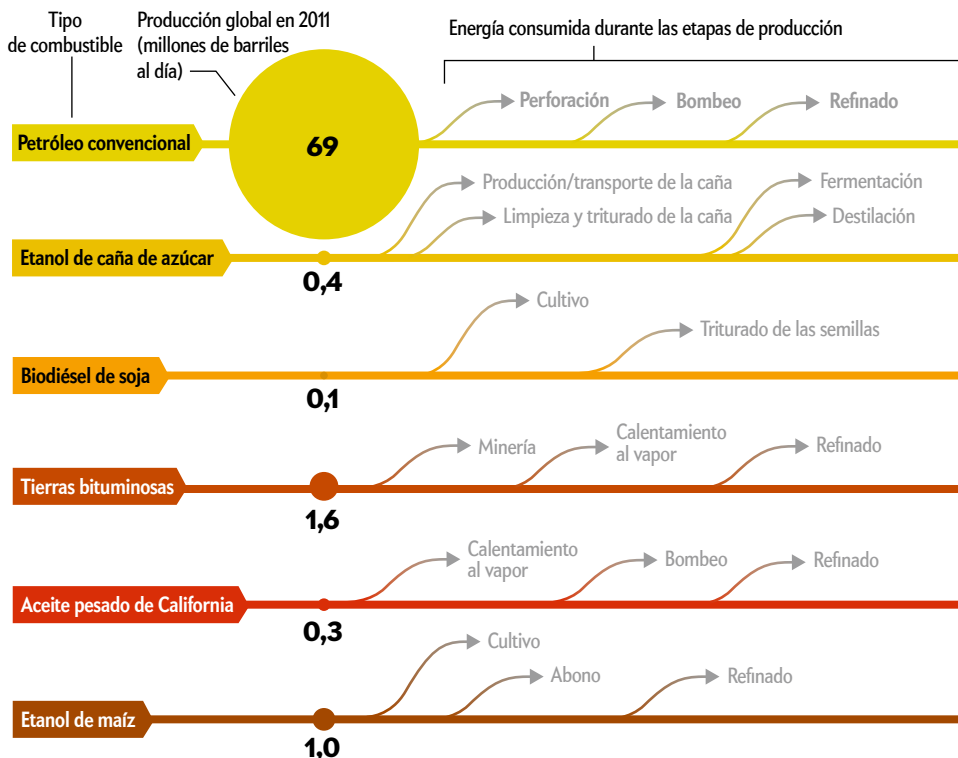 Tipo
de combustible
Producción global en 2011
(millones de barriles
al día)
Energía consumida durante las etapas de producción
Perforación
Bombeo
Refinado
Petróleo convencional
69
Producción/transporte de la caña
Fermentación
Limpieza y triturado de la caña
Destilación
Etanol de caña de azúcar
0,4
Cultivo
Triturado de las semillas
Biodiésel de soja
0,1
Minería
Calentamiento
al vapor
Refinado
Tierras bituminosas
1,6
Calentamiento
al vapor
Bombeo
Refinado
Aceite pesado de California
0,3
Cultivo
Abono
Refinado
Etanol de maíz
1,0